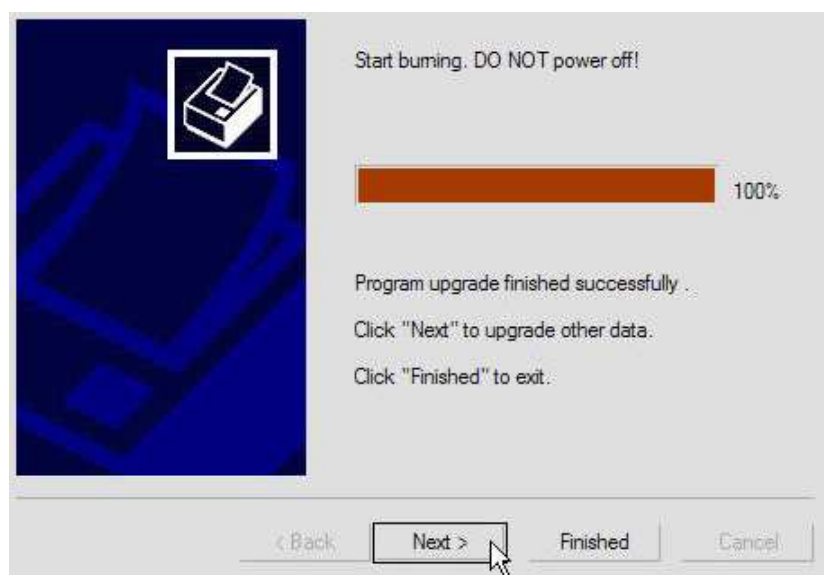 Start burning. DO NOT power off!
100%
Program upgrade finished successfully .
Click "Next" to upgrade other data.
Click "Finished" to exit.
< Back
Next >
Finished
Cancel